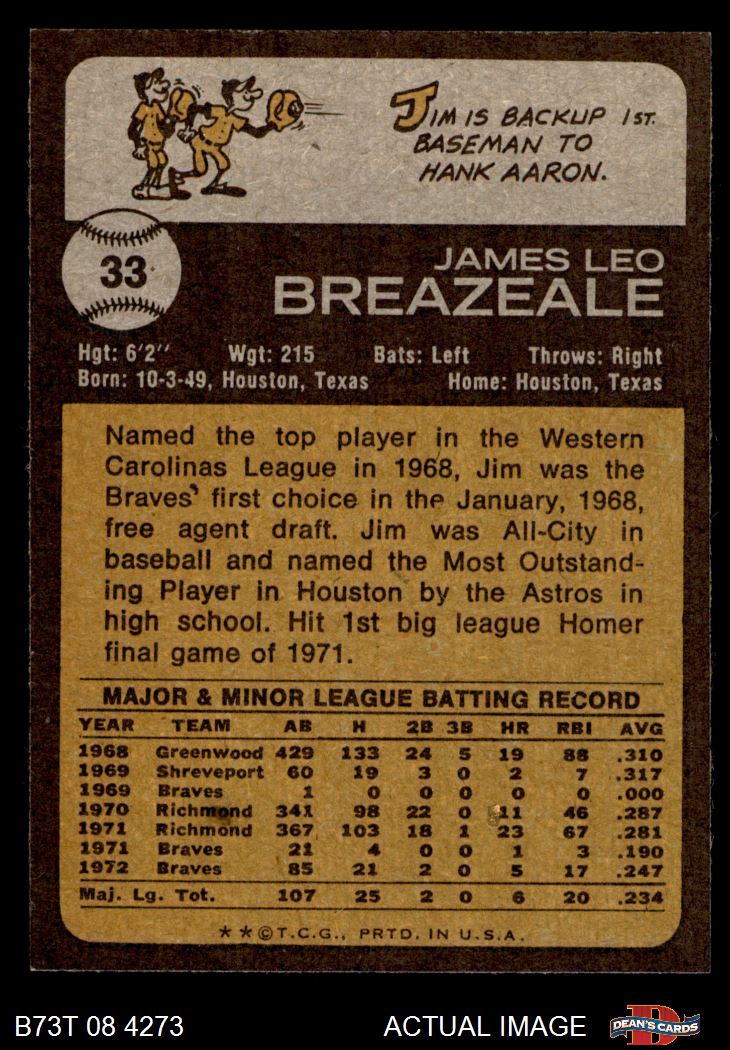 JIM IS BACKUP 1ST.
BASEMAN TO
HANK AARON.
33
JAMES LEO
BREAZEALE
Hgt: 6'2" Wgt: 215 Bats: Left Throws: Right
Born: 10-3-49, Houston, Texas Home: Houston, Texas
Named the top player in the Western
Carolinas League in 1968, Jim was the
Braves' first choice in the January, 1968,
free agent draft. Jim was All-City in
baseball and named the Most Outstand-
ing Player in Houston by the Astros in
high school. Hit 1st big league Homer
final game of 1971.
MAJOR & MINOR LEAGUE BATTING RECORD
YEAR TEAM AB H 2B 3B HR RBI AVG
1968 Greenwood 429 133 24 5 19 88 .310
1969 Shreveport 60 19 3 0 2 7 .317
1969 Braves 1 0 0 0 0 0 .000
1970 Richmond 341 98 22 0 11 46 .287
1971 Richmond 367 103 18 1 23 67 .281
1971 Braves 21 4 0 0 1 3 .190
1972 Braves 85 21 2 0 5 17 .247
Maj. Lg. Tot. 107 25 2 0 6 20 .234
* * © T.C.G., PRTD. IN U.S.A.
B73T 08 4273 ACTUAL IMAGE D DEAN'S CARDS